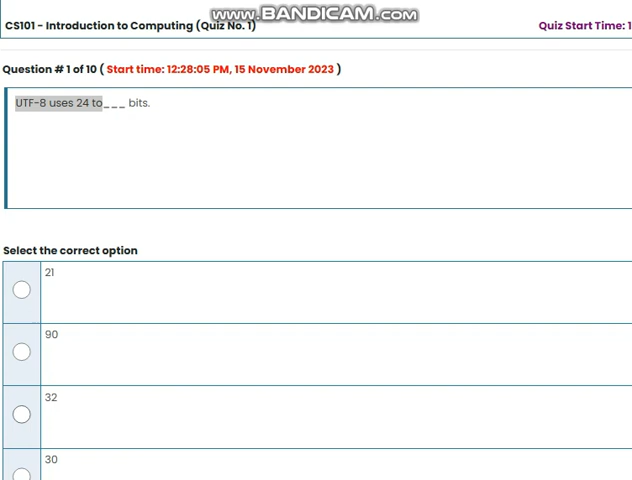 www.BANDICAM.com
CS101 - Introduction to Computing (Quiz No. 1)
Quiz Start Time: 1
Question # 1 of 10 ( Start time: 12:28:05 PM, 15 November 2023 )
UTF-8 uses 24 to___ bits.
Select the correct option
21
90
32
30